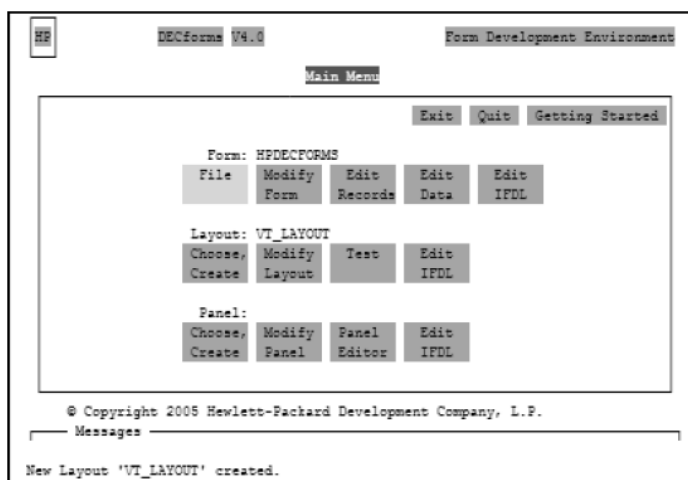 HP DECforms V4.0 Form Development Environment
Main Menu
Exit Quit Getting Started
Form: HPDECFORMS
File Modify Edit Edit Edit
Form Records Data IFDL
Layout: VT_LAYOUT
Choose, Modify Test Edit
Create Layout IFDL
Panel:
Choose, Modify Panel Edit
Create Panel Editor IFDL
© Copyright 2005 Hewlett-Packard Development Company, L.P.
Messages
New Layout 'VT_LAYOUT' created.